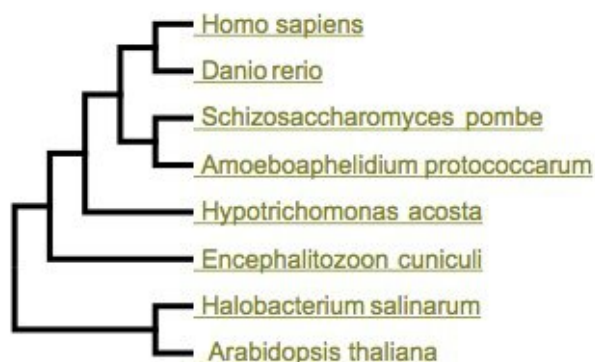 Homo sapiens
Danio rerio
Schizosaccharomyces pombe
Amoeboaphelidium protococcarum
Hypotrichomonas acosta
Encephalitozoon cuniculi
Halobacterium salinarum
Arabidopsis thaliana